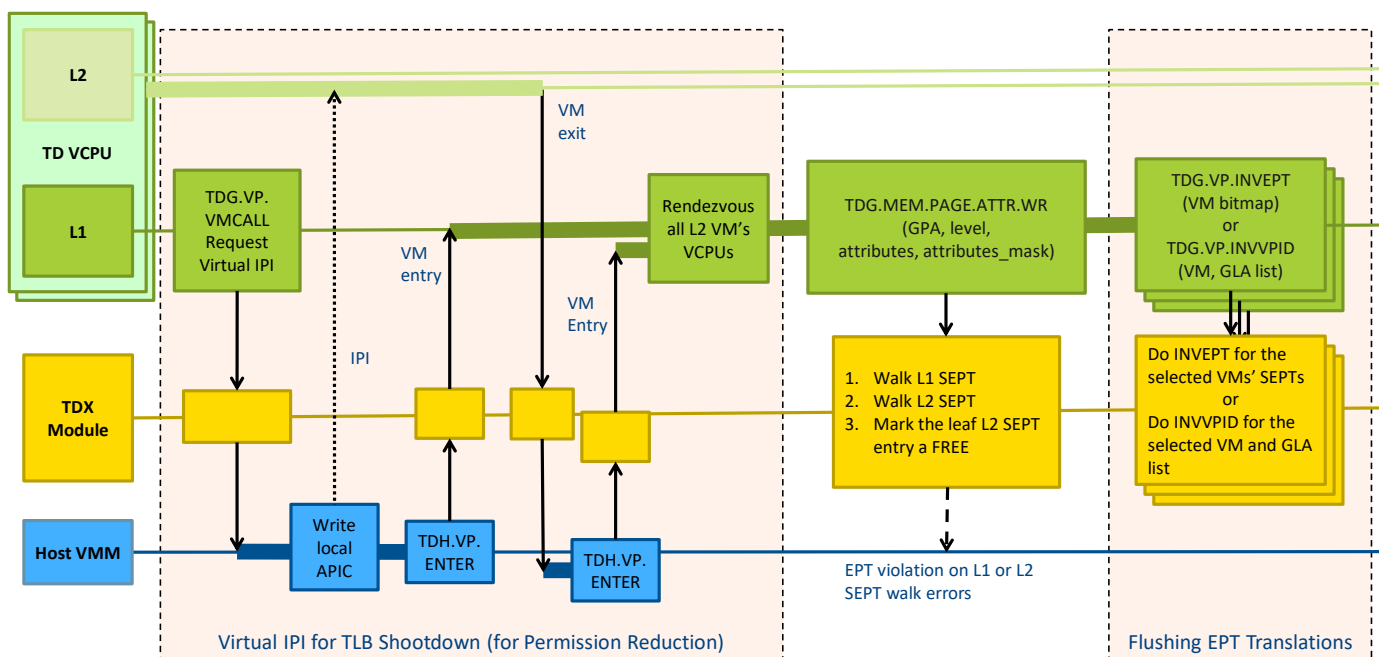 L2
TD VCPU
L1
TDX
Module
Host VMM
TDG.VP.
VMCALL
Request
Virtual IPI
IPI
Write
local
APIC
VM
entry
TDH.VP.
ENTER
VM
exit
VM
Entry
TDH.VP.
ENTER
Rendezvous
all L2 VM's
VCPUs
Virtual IPI for TLB Shootdown (for Permission Reduction)
TDG.MEM.PAGE.ATTR.WR
(GPA, level,
attributes, attributes_mask)
1. Walk L1 SEPT
2. Walk L2 SEPT
3. Mark the leaf L2 SEPT
entry a FREE
EPT violation on L1 or L2
SEPT walk errors
TDG.VP.INVEPT
(VM bitmap)
or
TDG.VP.INVVPID
(VM, GLA list)
Do INVEPT for the
selected VMs' SEPTs
or
Do INVVPID for the
selected VM and GLA
list
Flushing EPT Translations